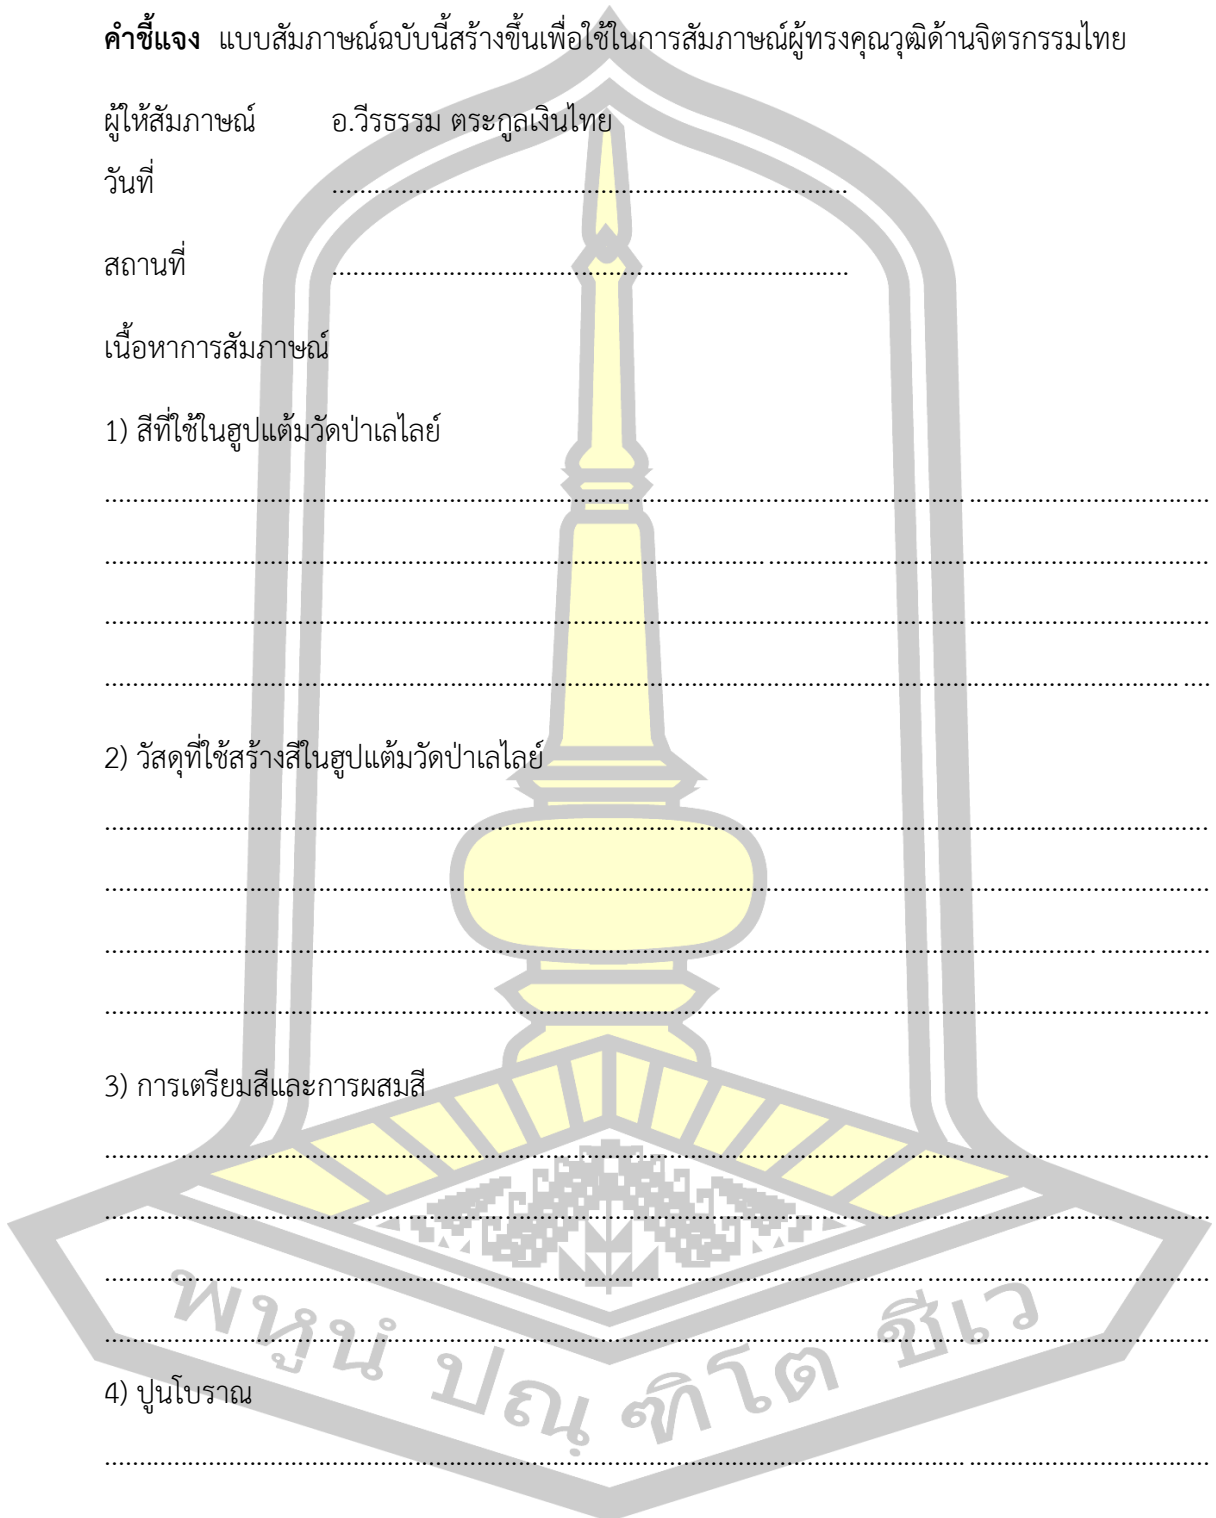 คำชี้แจง แบบสัมภาษณ์ฉบับนี้สร้างขึ้นเพื่อใช้ในการสัมภาษณ์ผู้ทรงคุณวุฒิด้านจิตรกรรมไทย
ผู้ให้สัมภาษณ์ อ.วีรธรรม ตระกูลเงินไทย
วันที่ ...........................................................................
สถานที่ ...........................................................................
เนื้อหาการสัมภาษณ์
1) สีที่ใช้ในฮูปแต้มวัดป่าเลไลย์
2) วัสดุที่ใช้สร้างสีในฮูปแต้มวัดป่าเลไลย์
3) การเตรียมสีและการผสมสี
พหูนํ ปณฺฑิโต ชีเว
4) ปูนโบราณ